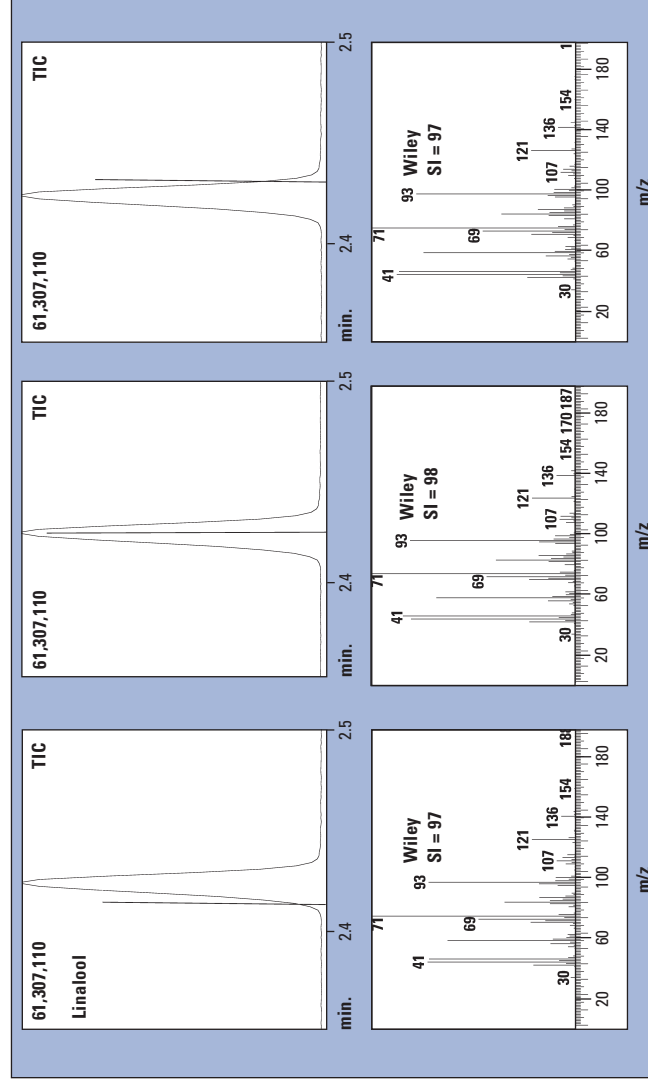 61,307,110 TIC
Linalool
min. 2.4 2.5
Wiley
SI = 97
30 41 69 71 93 107 121 136 154 188
20 60 100 140 180
m/z
61,307,110 TIC
min. 2.4 2.5
Wiley
SI = 98
30 41 69 71 93 107 121 136 154 170 187
20 60 100 140 180
m/z
61,307,110 TIC
min. 2.4 2.5
Wiley
SI = 97
30 41 69 71 93 107 121 136 154 1
20 60 100 140 180
m/z